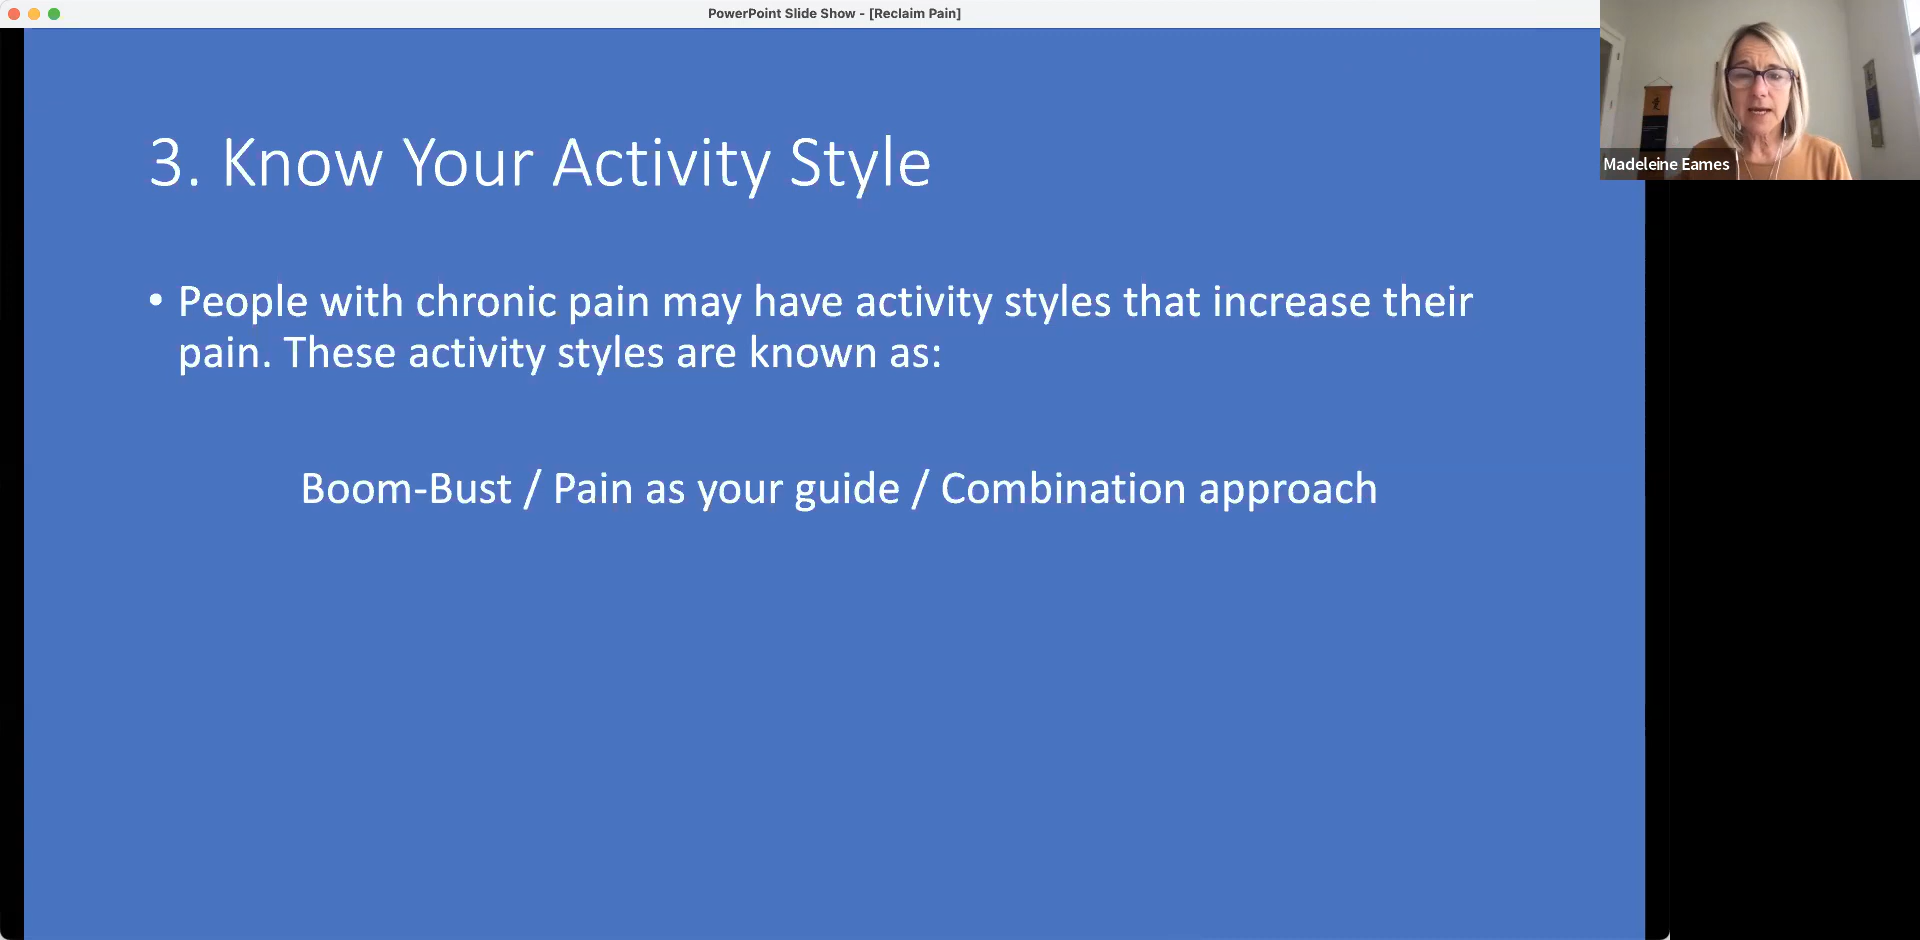 PowerPoint Slide Show - [Reclaim Pain]
3. Know Your Activity Style
• People with chronic pain may have activity styles that increase their
pain. These activity styles are known as:
Boom-Bust / Pain as your guide / Combination approach
Madeleine Eames